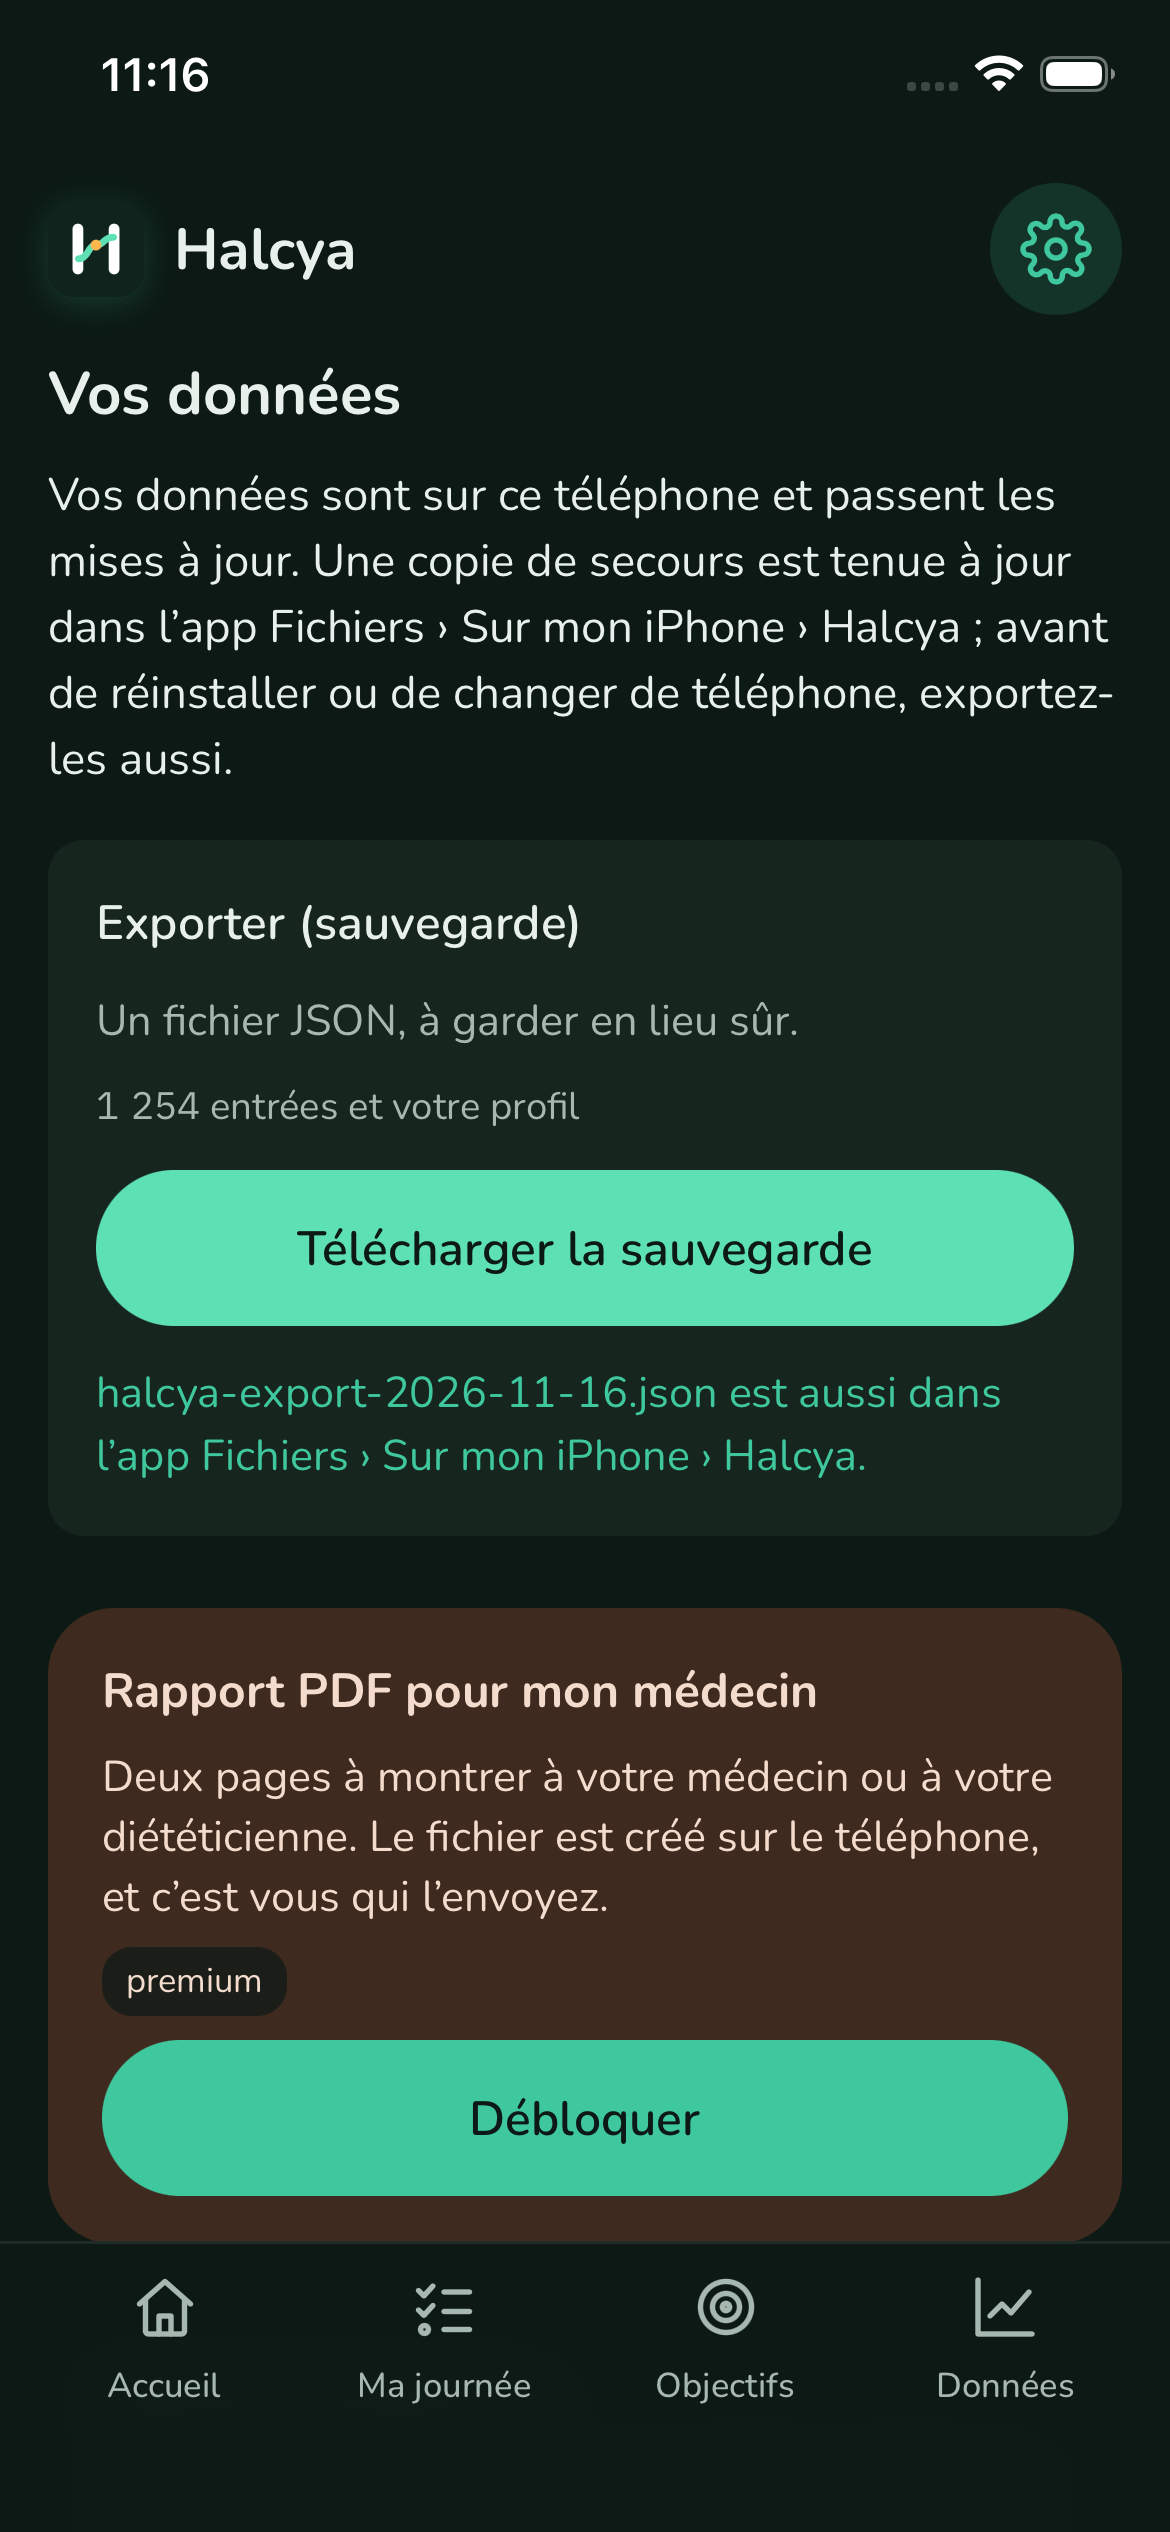 11:16
Halcya
Vos données
Vos données sont sur ce téléphone et passent les
mises à jour. Une copie de secours est tenue à jour
dans l’app Fichiers › Sur mon iPhone › Halcya ; avant
de réinstaller ou de changer de téléphone, exportez-
les aussi.
Exporter (sauvegarde)
Un fichier JSON, à garder en lieu sûr.
1 254 entrées et votre profil
Télécharger la sauvegarde
halcya-export-2026-11-16.json est aussi dans
l’app Fichiers › Sur mon iPhone › Halcya.
Rapport PDF pour mon médecin
Deux pages à montrer à votre médecin ou à votre
diététicienne. Le fichier est créé sur le téléphone,
et c’est vous qui l’envoyez.
premium
Débloquer
Accueil
Ma journée
Objectifs
Données